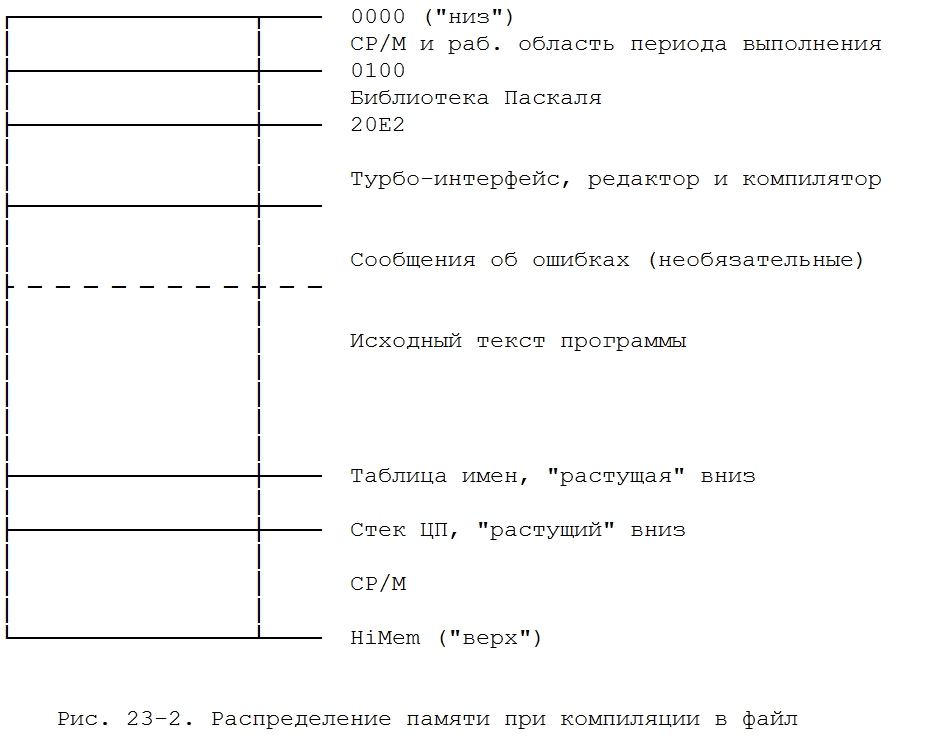 0000 ("низ")
CP/M и раб. область периода выполнения
0100
Библиотека Паскаля
20E2
Турбо-интерфейс, редактор и компилятор
Сообщения об ошибках (необязательные)
Исходный текст программы
Таблица имен, "растущая" вниз
Стек ЦП, "растущий" вниз
CP/M
HiMem ("верх")
Рис. 23-2. Распределение памяти при компиляции в файл